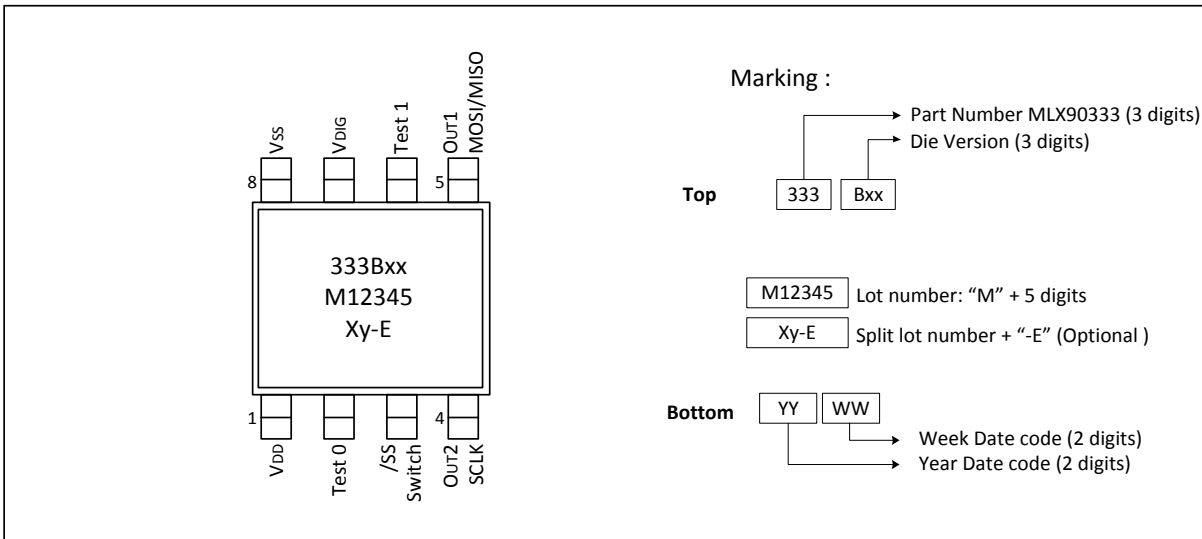 Marking :
Part Number MLX90333 (3 digits)
Die Version (3 digits)
Top
333
Bxx
M12345
Lot number: “M” + 5 digits
Xy-E
Split lot number + “-E” (Optional )
Bottom
YY
WW
Week Date code (2 digits)
Year Date code (2 digits)
VSS
VDIG
Test 1
OUT1
MOSI/MISO
8
5
333Bxx
M12345
Xy-E
1
4
VDD
Test 0
/SS
Switch
OUT2
SCLK